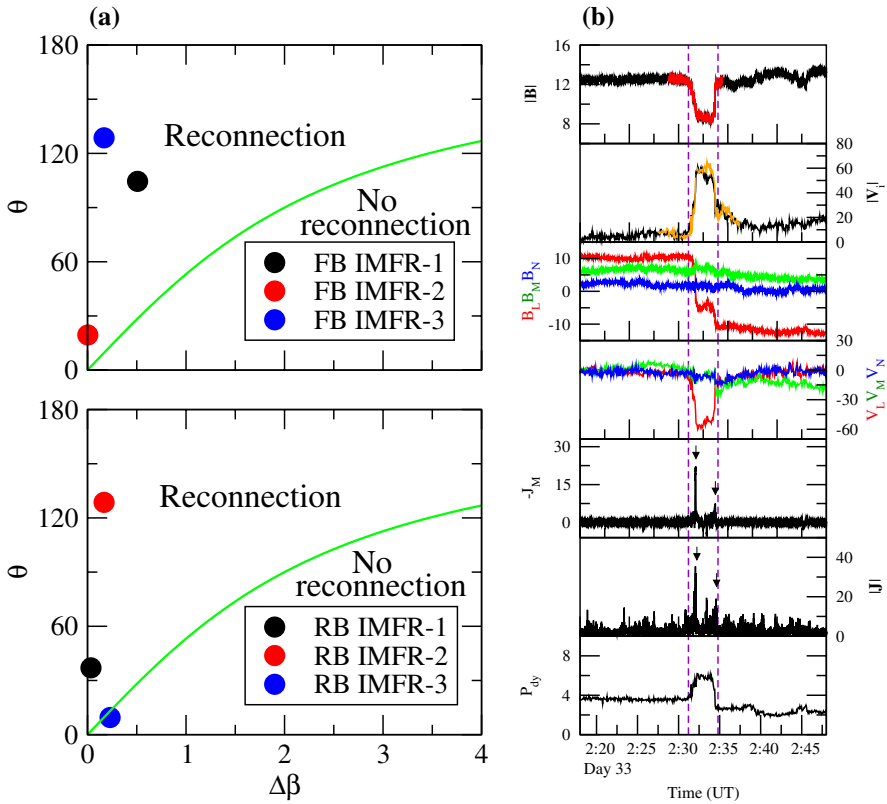 (a)
180
120
60
0
θ
Reconnection
No
reconnection
FB IMFR-1
FB IMFR-2
FB IMFR-3
180
120
60
0
θ
Reconnection
No
reconnection
RB IMFR-1
RB IMFR-2
RB IMFR-3
0
1
2
3
4
Δβ
(b)
16
12
8
|B|
80
60
40
20
0
|V_i|
10
0
-10
B_L B_M B_N
30
0
-30
-60
V_L V_M V_N
30
15
0
-J_M
40
20
0
|J|
8
4
0
P_dy
2:20 2:25 2:30 2:35 2:40 2:45
Day 33
Time (UT)